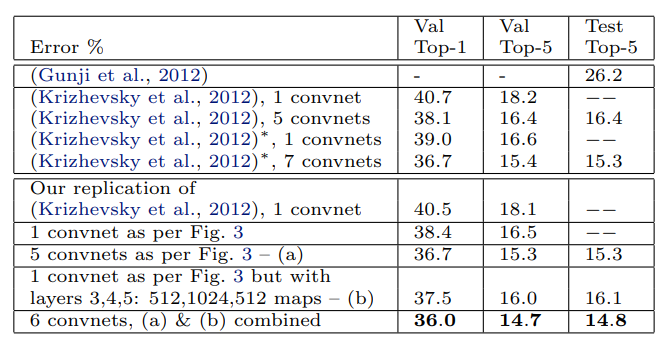 Error % Val Top-1 Val Top-5 Test Top-5
(Gunji et al., 2012) - - 26.2
(Krizhevsky et al., 2012), 1 convnet 40.7 18.2 −−
(Krizhevsky et al., 2012), 5 convnets 38.1 16.4 16.4
(Krizhevsky et al., 2012)*, 1 convnets 39.0 16.6 −−
(Krizhevsky et al., 2012)*, 7 convnets 36.7 15.4 15.3
Our replication of
(Krizhevsky et al., 2012), 1 convnet 40.5 18.1 −−
1 convnet as per Fig. 3 38.4 16.5 −−
5 convnets as per Fig. 3 – (a) 36.7 15.3 15.3
1 convnet as per Fig. 3 but with
layers 3,4,5: 512,1024,512 maps – (b) 37.5 16.0 16.1
6 convnets, (a) & (b) combined 36.0 14.7 14.8